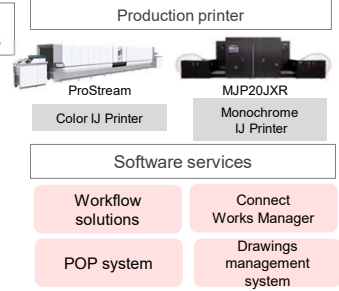 Production printer
ProStream
MJP20JXR
Color IJ Printer
Monochrome
IJ Printer
Software services
Workflow
solutions
Connect
Works Manager
POP system
Drawings
management
system